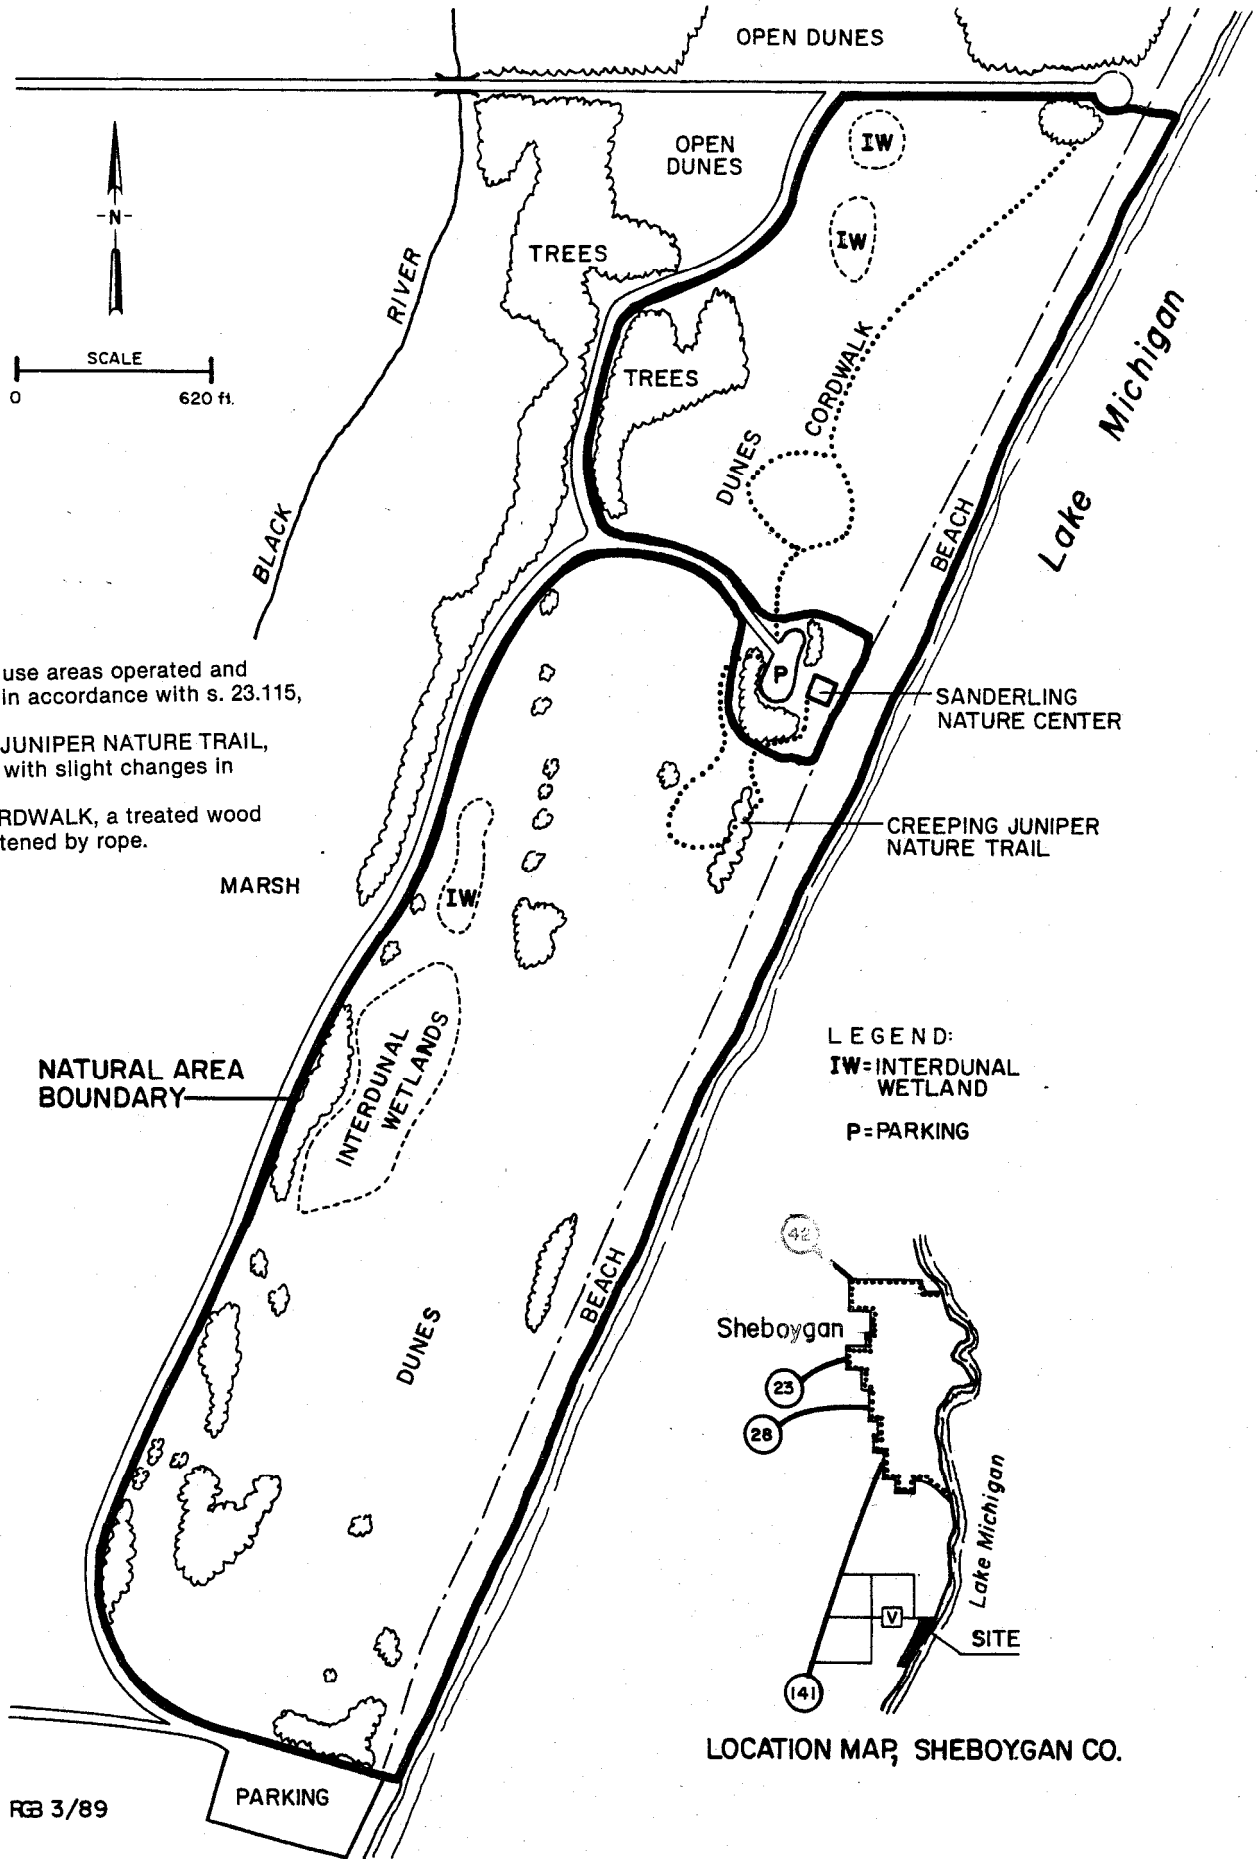 OPEN DUNES
OPEN
DUNES
IW
IW
-N-
TREES
RIVER
SCALE
0 620 ft.
TREES
CORDWALK
DUNES
Lake Michigan
BEACH
BLACK
P
use areas operated and
in accordance with s. 23.115,
JUNIPER NATURE TRAIL,
with slight changes in
RDWALK, a treated wood
tened by rope.
SANDERLING
NATURE CENTER
CREEPING JUNIPER
NATURE TRAIL
MARSH
IW
INTERDUNAL
WETLANDS
NATURAL AREA
BOUNDARY
LEGEND:
IW=INTERDUNAL
WETLAND
P=PARKING
BEACH
DUNES
42
Sheboygan
23
28
Lake Michigan
V
SITE
141
LOCATION MAP, SHEBOYGAN CO.
PARKING
RGB 3/89